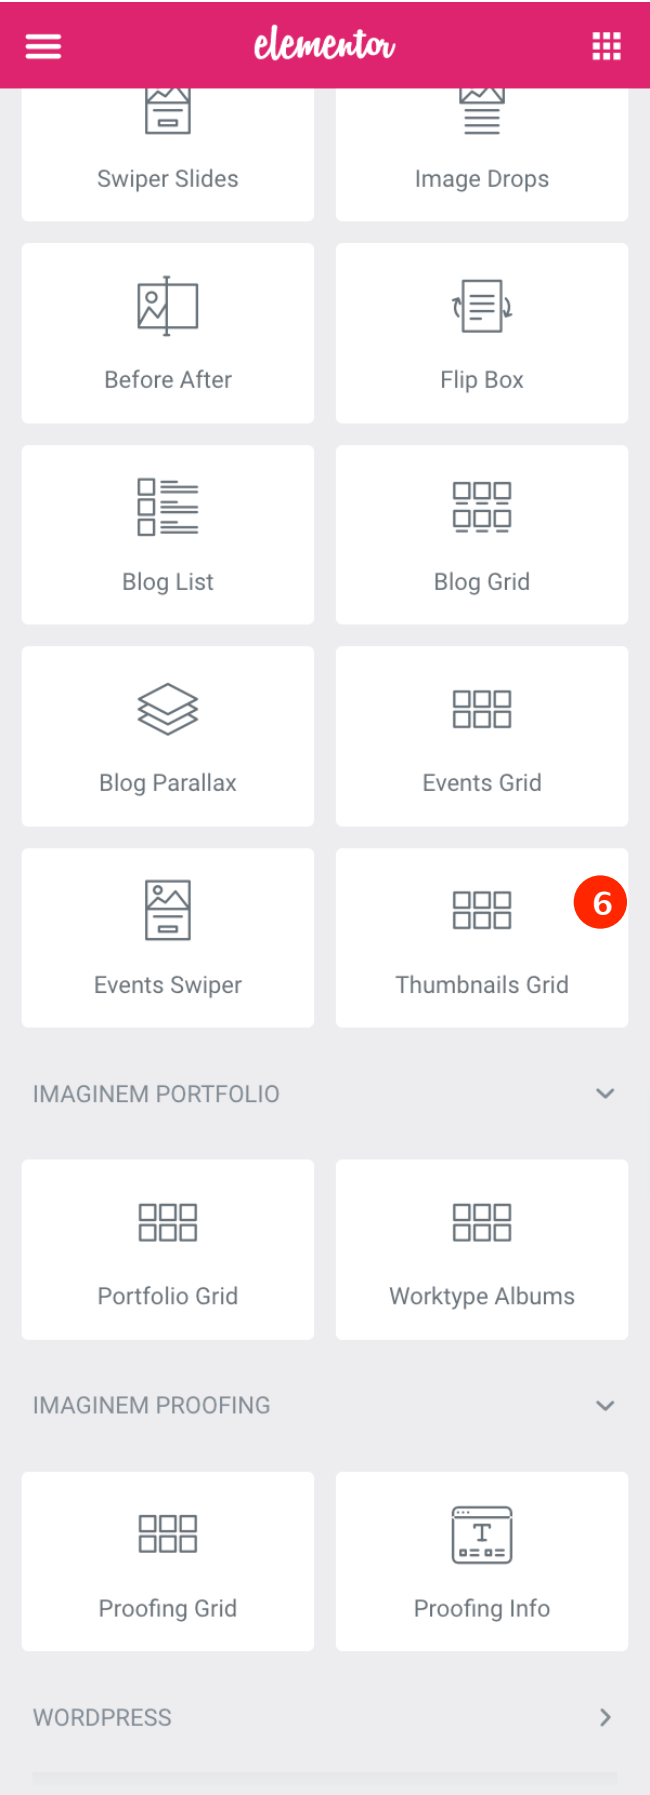 elementor
Swiper Slides
Image Drops
Before After
Flip Box
Blog List
Blog Grid
Blog Parallax
Events Grid
Events Swiper
6
Thumbnails Grid
IMAGINEM PORTFOLIO
Portfolio Grid
Worktype Albums
IMAGINEM PROOFING
T
Proofing Grid
Proofing Info
WORDPRESS